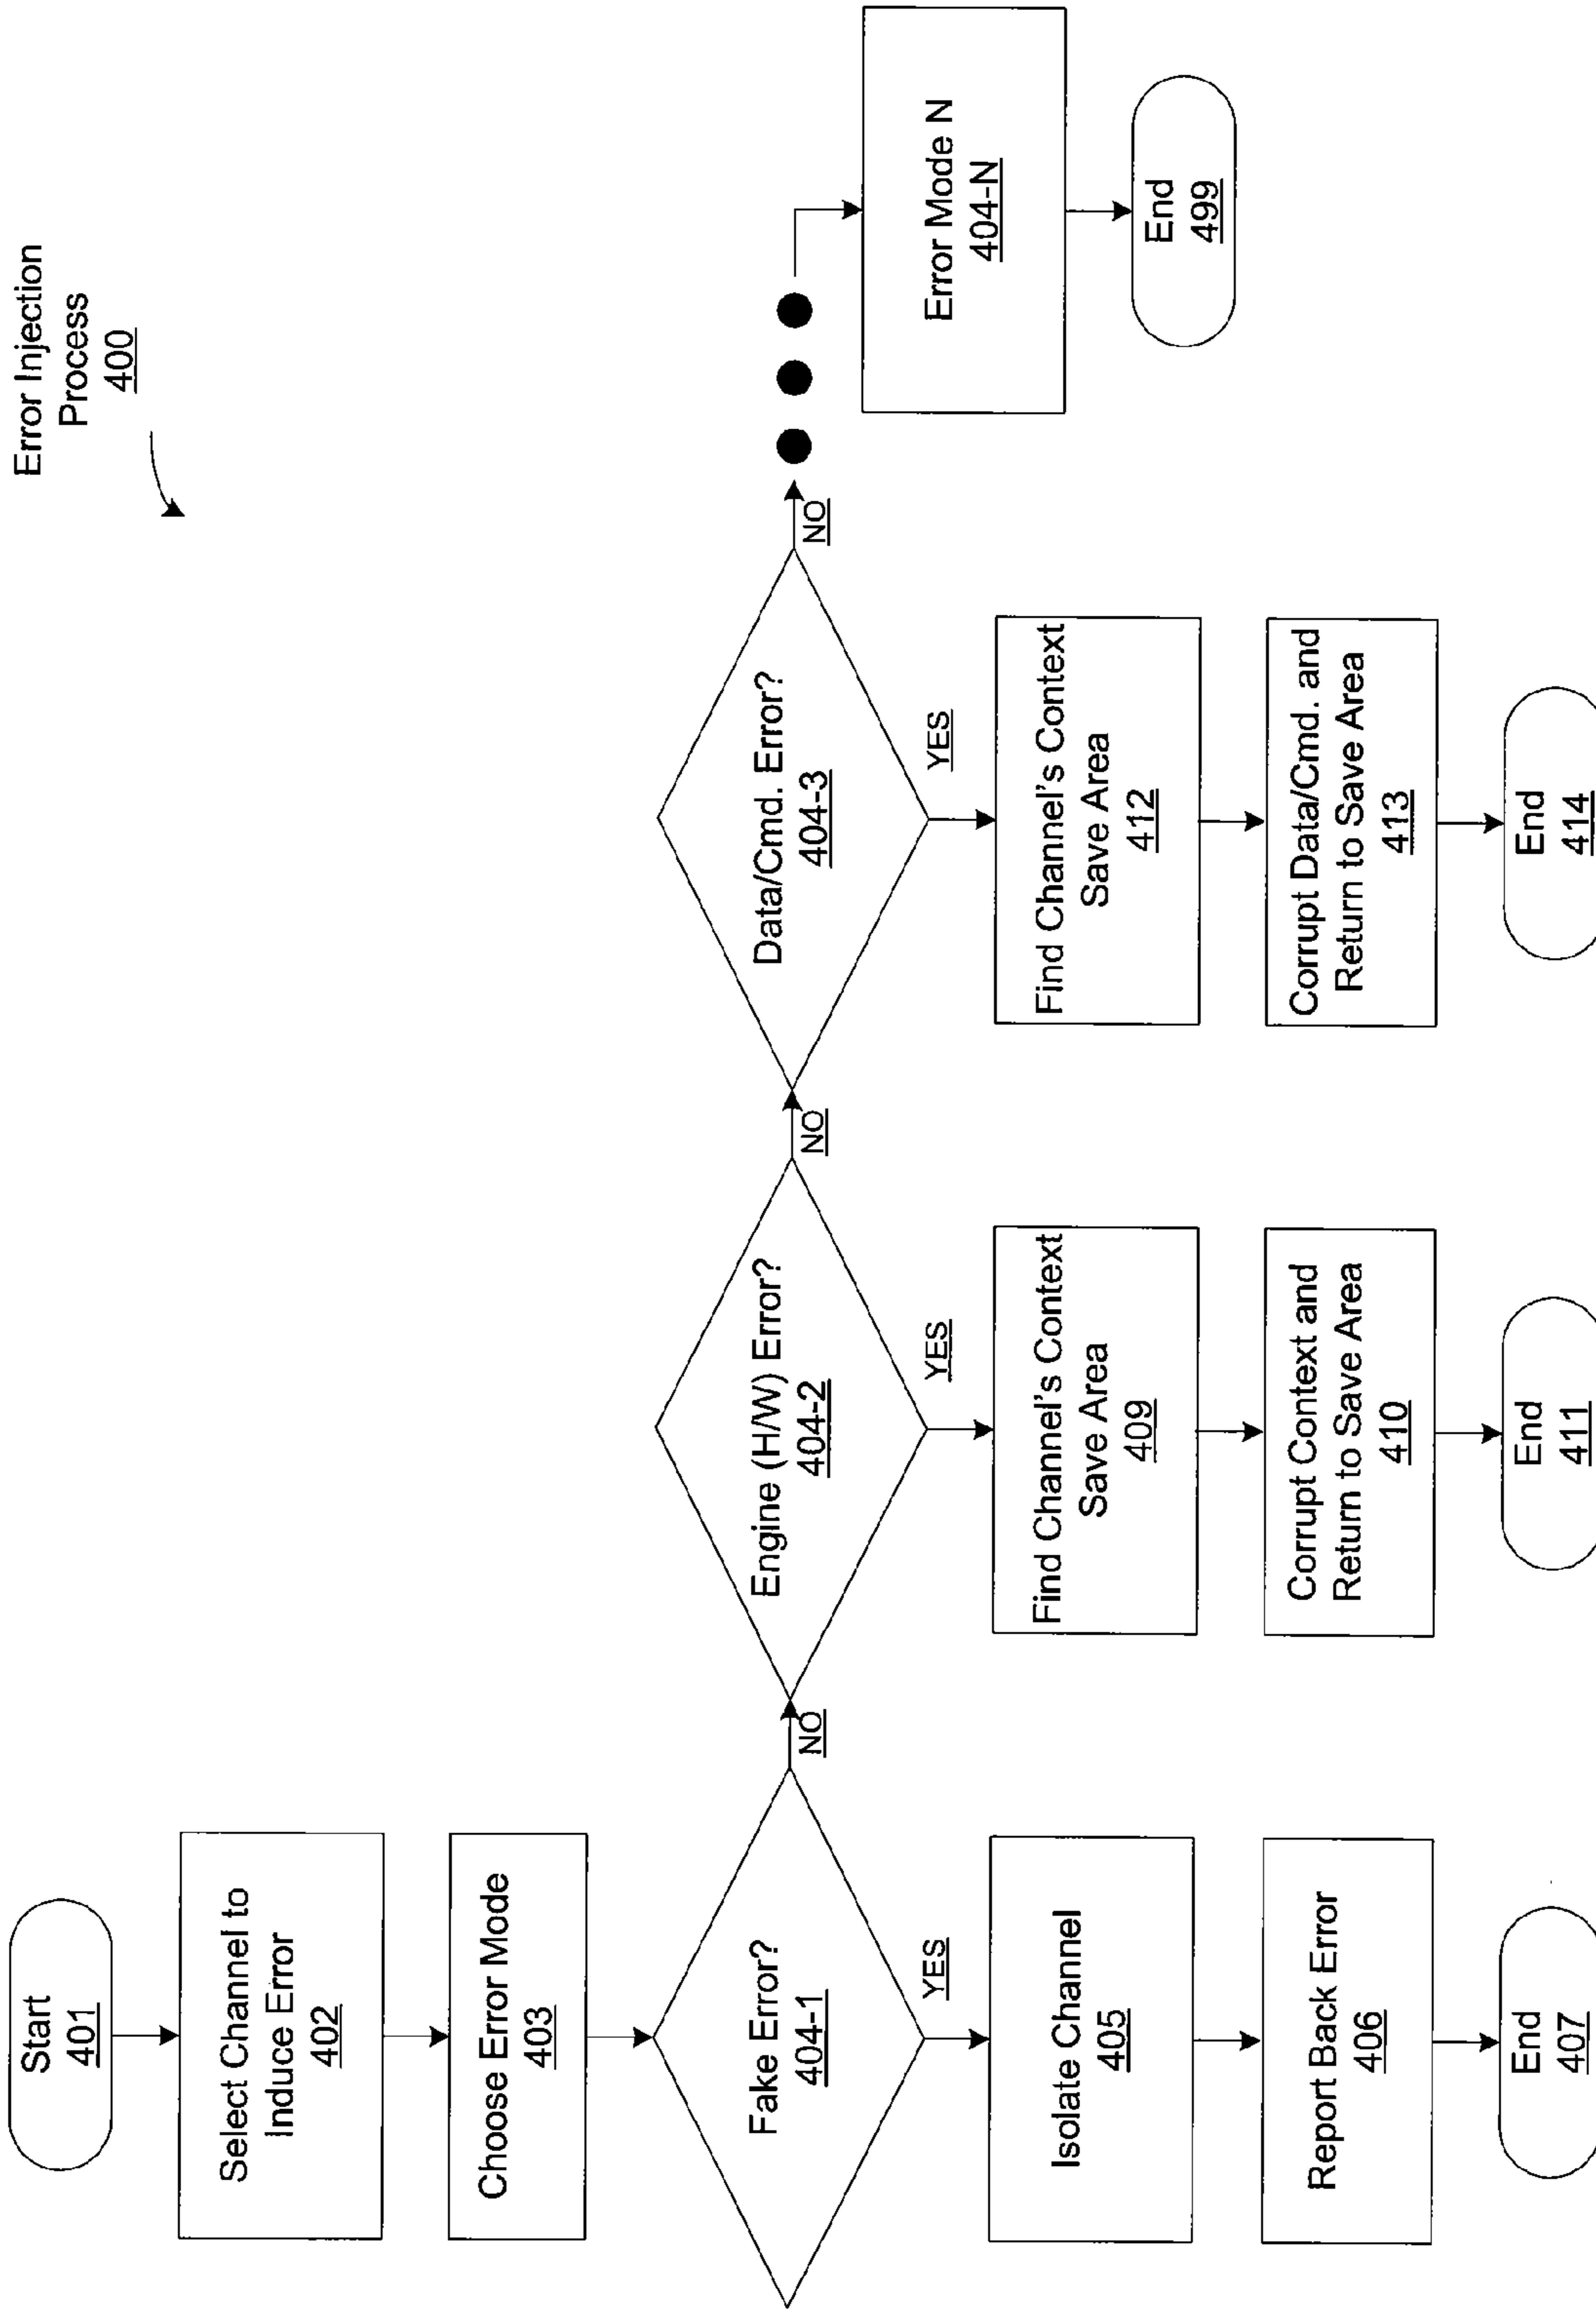 Error Injection
Process
400
Start
401
Select Channel to
Induce Error
402
Choose Error Mode
403
Fake Error?
404-1
NO
YES
Isolate Channel
405
Report Back Error
406
End
407
Engine (H/W) Error?
404-2
NO
YES
Find Channel's Context
Save Area
409
Corrupt Context and
Return to Save Area
410
End
411
Data/Cmd. Error?
404-3
NO
YES
Find Channel's Context
Save Area
412
Corrupt Data/Cmd. and
Return to Save Area
413
End
414
Error Mode N
404-N
End
499